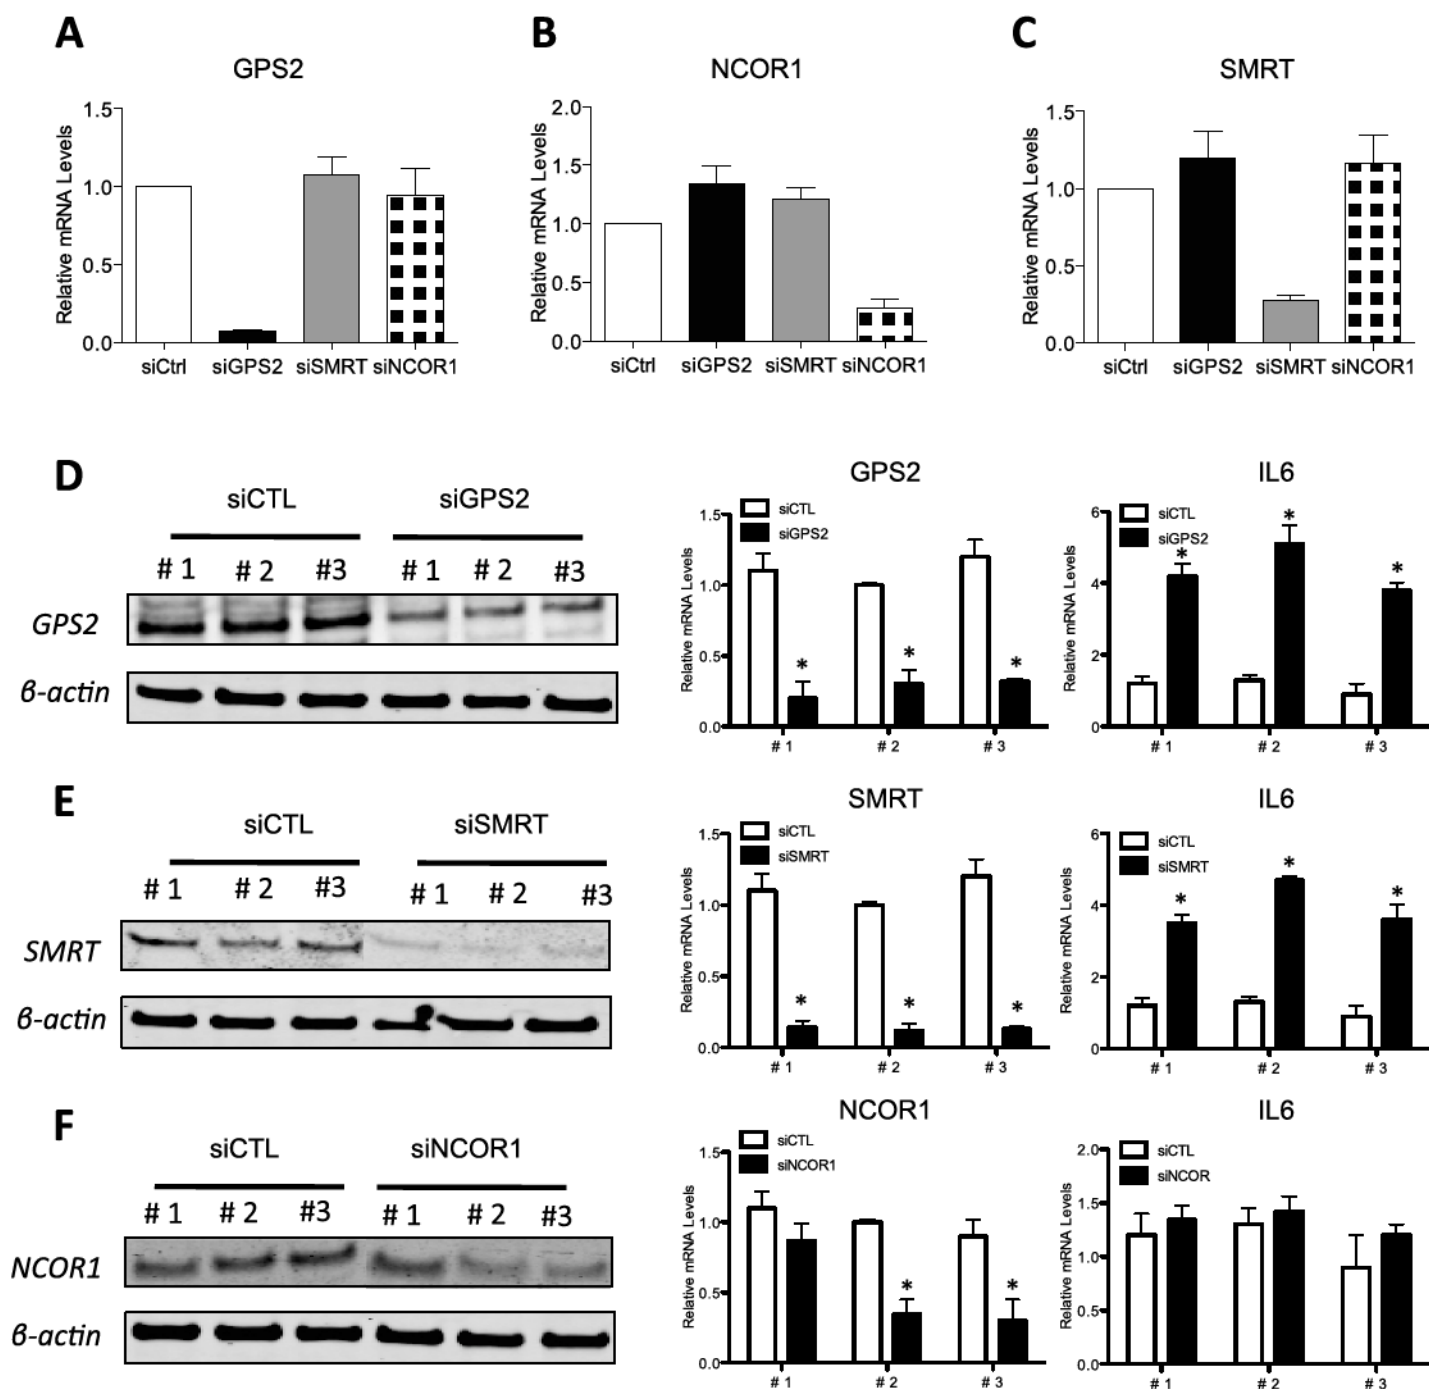 A
GPS2
Relative mRNA Levels
1.5
1.0
0.5
0.0
siCtrl siGPS2 siSMRT siNCOR1
B
NCOR1
Relative mRNA Levels
2.0
1.5
1.0
0.5
0.0
siCtrl siGPS2 siSMRT siNCOR1
C
SMRT
Relative mRNA Levels
1.5
1.0
0.5
0.0
siCtrl siGPS2 siSMRT siNCOR1
D
siCTL siGPS2
# 1 # 2 #3 # 1 # 2 #3
GPS2
β-actin
GPS2
siCTL
siGPS2
Relative mRNA Levels
1.5
1.0
0.5
0.0
* * *
# 1 # 2 # 3
IL6
siCTL
siGPS2
Relative mRNA Levels
6
4
2
0
* * *
# 1 # 2 # 3
E
siCTL siSMRT
# 1 # 2 #3 # 1 # 2 #3
SMRT
β-actin
SMRT
siCTL
siSMRT
Relative mRNA Levels
1.5
1.0
0.5
0.0
* * *
# 1 # 2 # 3
IL6
siCTL
siSMRT
Relative mRNA Levels
6
4
2
0
* * *
# 1 # 2 # 3
F
siCTL siNCOR1
# 1 # 2 #3 # 1 # 2 #3
NCOR1
β-actin
NCOR1
siCTL
siNCOR1
Relative mRNA Levels
1.5
1.0
0.5
0.0
* *
# 1 # 2 # 3
IL6
siCTL
siNCOR
Relative mRNA Levels
2.0
1.5
1.0
0.5
0.0
# 1 # 2 # 3